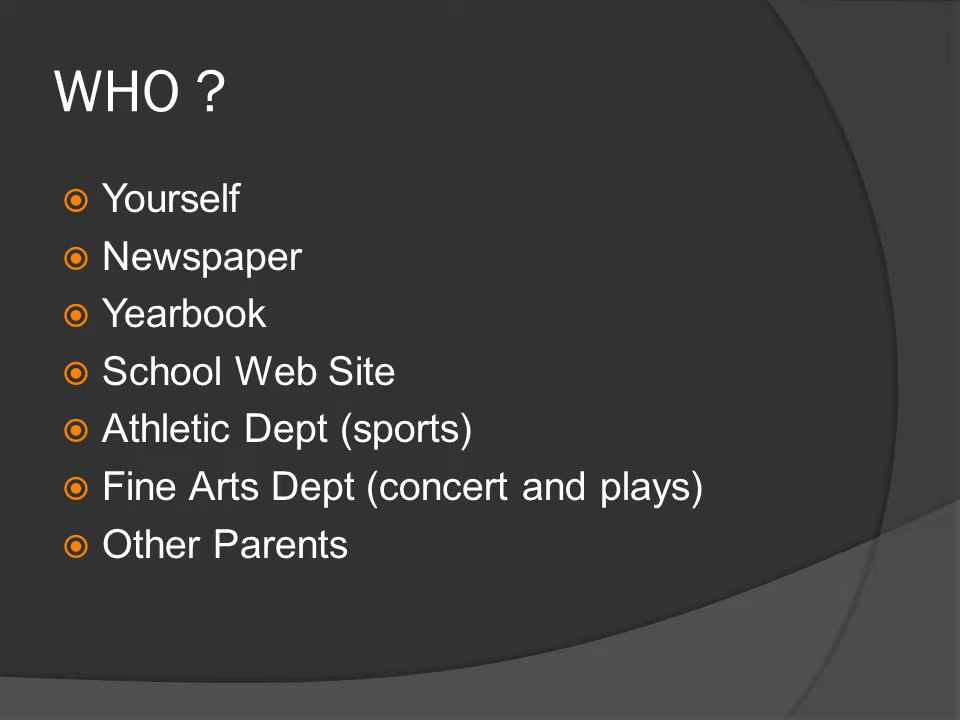 WHO ?
Yourself
Newspaper
Yearbook
School Web Site
Athletic Dept (sports)
Fine Arts Dept (concert and plays)
Other Parents